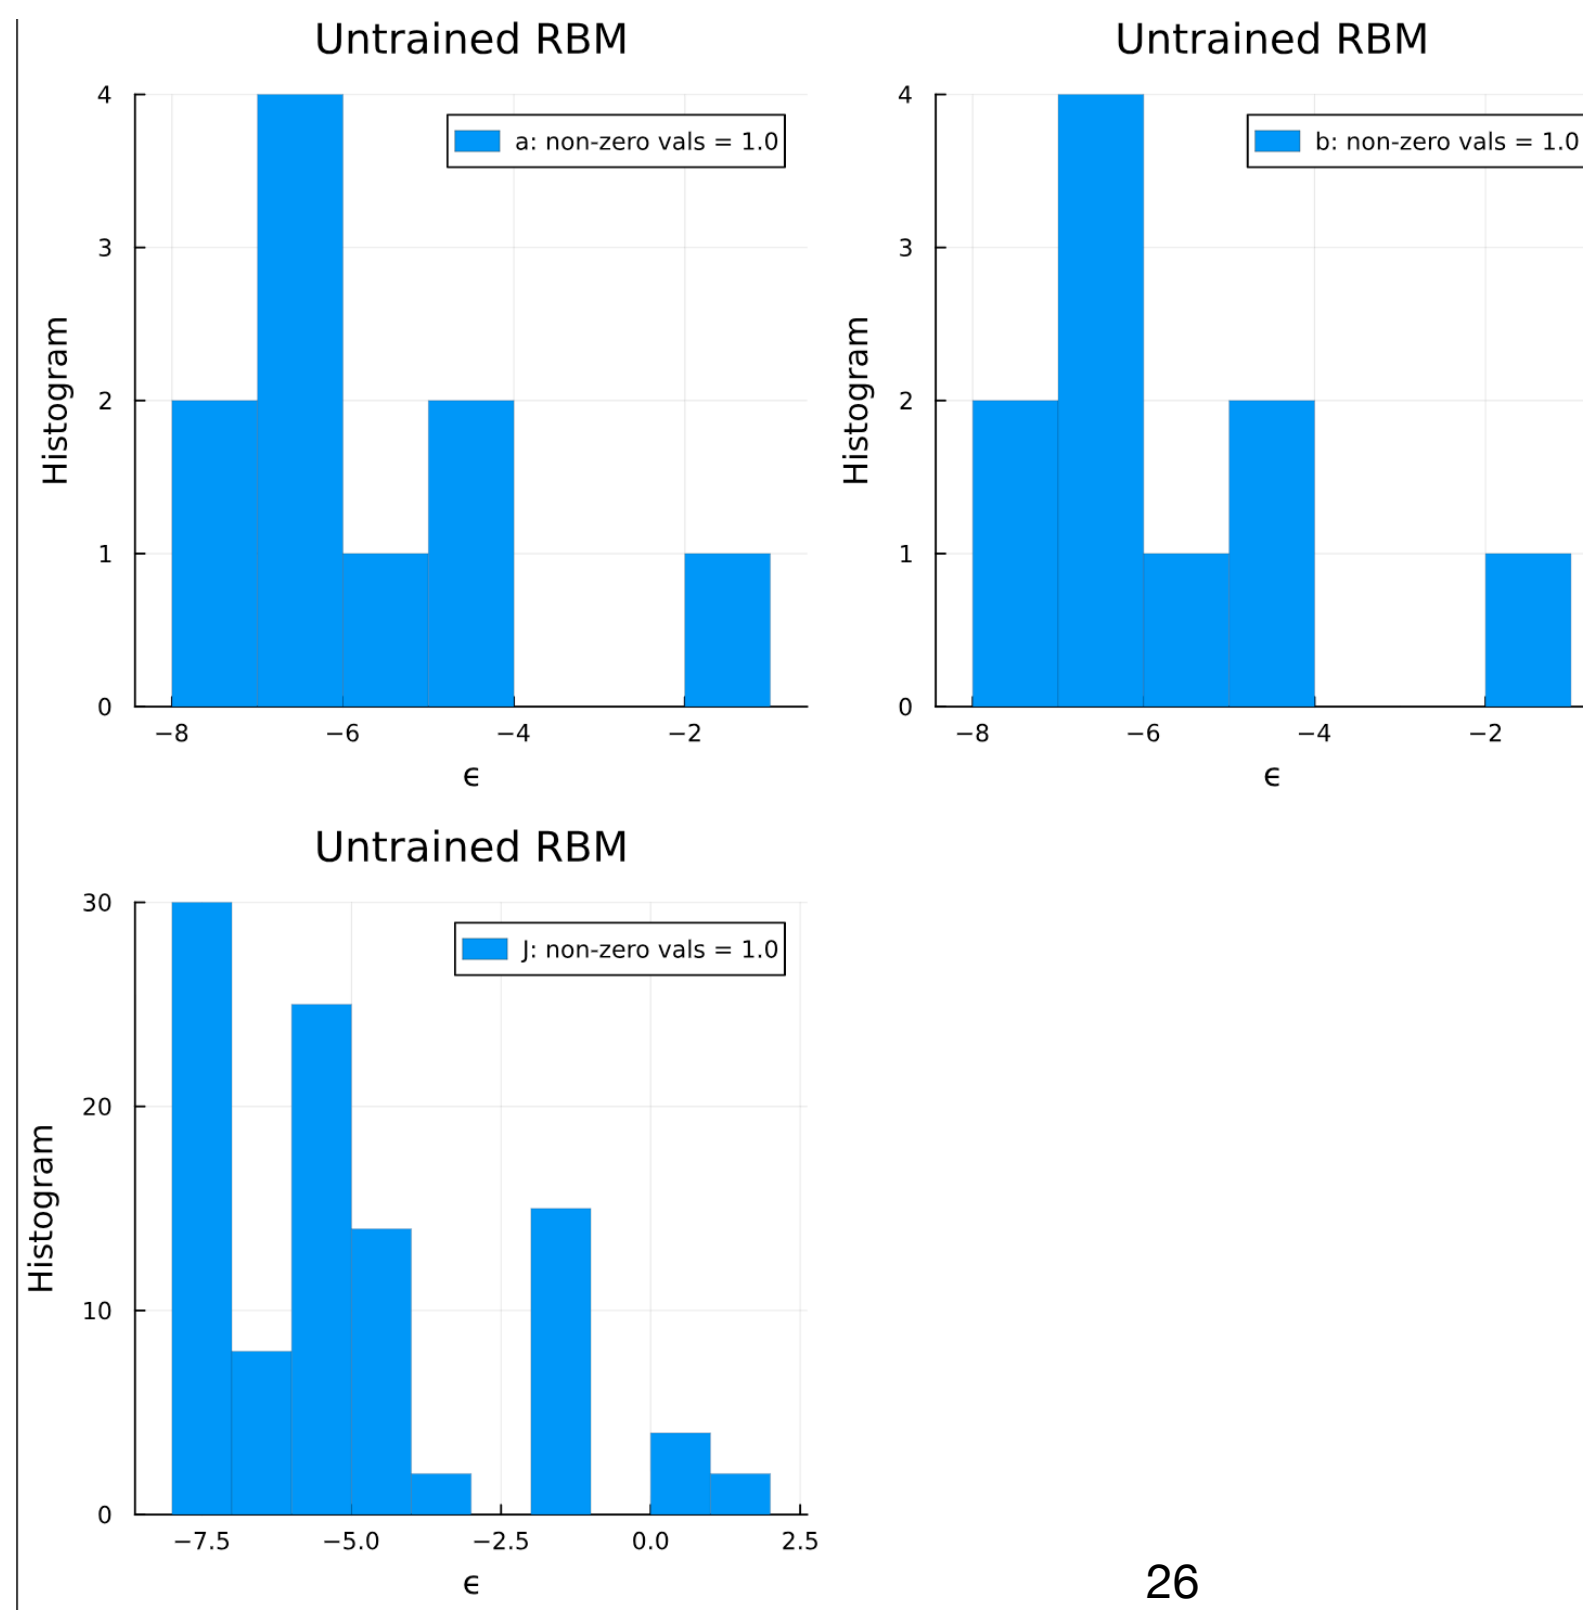 Untrained RBM
4
3
2
1
0
Histogram
a: non-zero vals = 1.0
−8 −6 −4 −2
ϵ
Untrained RBM
4
3
2
1
0
Histogram
b: non-zero vals = 1.0
−8 −6 −4 −2
ϵ
Untrained RBM
30
20
10
0
Histogram
J: non-zero vals = 1.0
−7.5 −5.0 −2.5 0.0 2.5
ϵ
26